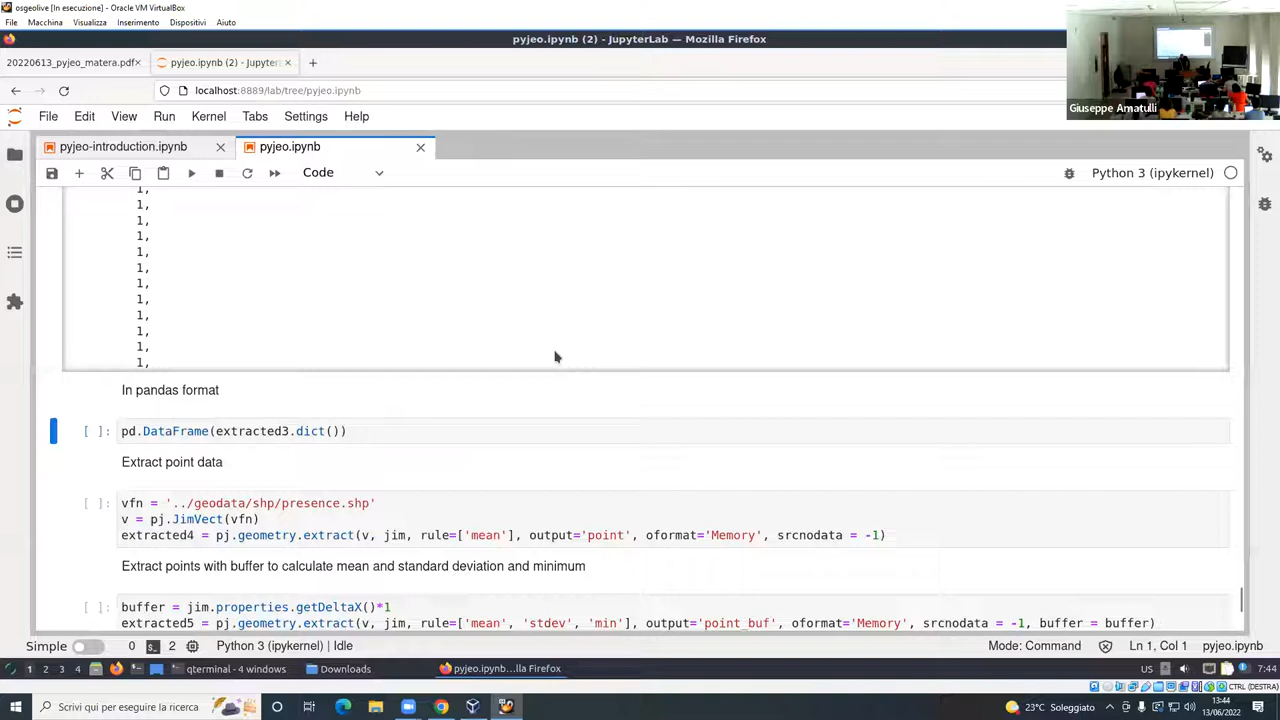 osgeolive [In esecuzione] - Oracle VM VirtualBox
File Macchina Visualizza Inserimento Dispositivi Aiuto
pyjeo.ipynb (2) - JupyterLab — Mozilla Firefox
20220613_pyjeo_matera.pdf
pyjeo.ipynb (2) - Jupyter
localhost:8889/lab/tree/pyjeo.ipynb
Giuseppe Amatulli
File Edit View Run Kernel Tabs Settings Help
pyjeo-introduction.ipynb
pyjeo.ipynb
Code
Python 3 (ipykernel)
1,
1,
1,
1,
1,
1,
1,
1,
1,
1,
1,
1,
In pandas format
[ ]: pd.DataFrame(extracted3.dict())
Extract point data
[ ]: vfn = '../geodata/shp/presence.shp'
v = pj.JimVect(vfn)
extracted4 = pj.geometry.extract(v, jim, rule=['mean'], output='point', oformat='Memory', srcnodata = -1)
Extract points with buffer to calculate mean and standard deviation and minimum
[ ]: buffer = jim.properties.getDeltaX()*1
extracted5 = pj.geometry.extract(v, jim, rule=['mean', 'stdev', 'min'], output='point_buf', oformat='Memory', srcnodata = -1, buffer = buffer)
Simple 0 2 Python 3 (ipykernel) | Idle Mode: Command Ln 1, Col 1 pyjeo.ipynb
1 2 3 4 qterminal - 4 windows Downloads pyjeo.ipynb...lla Firefox US 7:44
CTRL (DESTRA)
Scrivi qui per eseguire la ricerca
23°C Soleggiato
13:44
13/06/2022